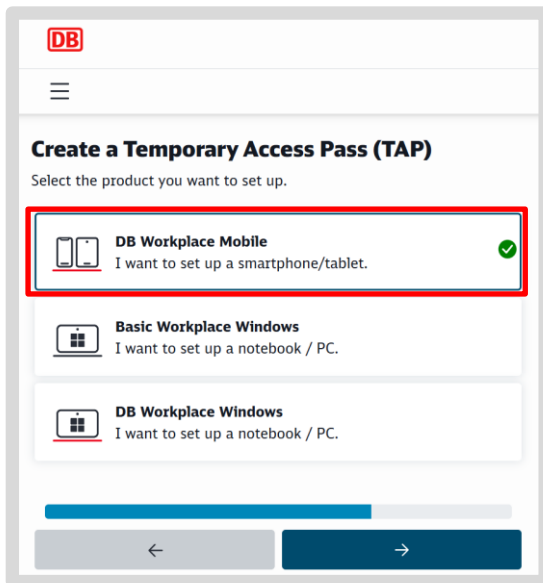 DB
Create a Temporary Access Pass (TAP)
Select the product you want to set up.
DB Workplace Mobile
I want to set up a smartphone/tablet.
Basic Workplace Windows
I want to set up a notebook / PC.
DB Workplace Windows
I want to set up a notebook / PC.